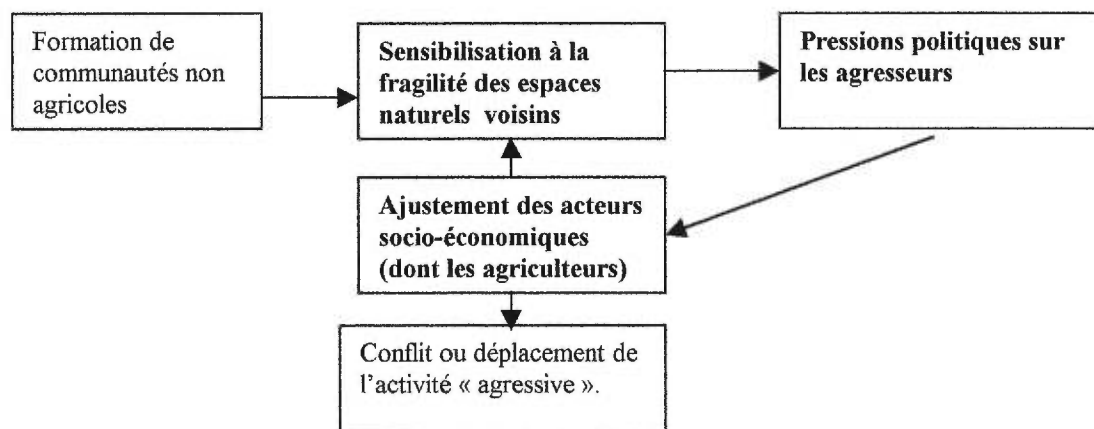 Formation de
communautés non
agricoles
Sensibilisation à la
fragilité des espaces
naturels voisins
Pressions politiques sur
les agresseurs
Ajustement des acteurs
socio-économiques
(dont les agriculteurs)
Conflit ou déplacement de
l'activité « agressive ».